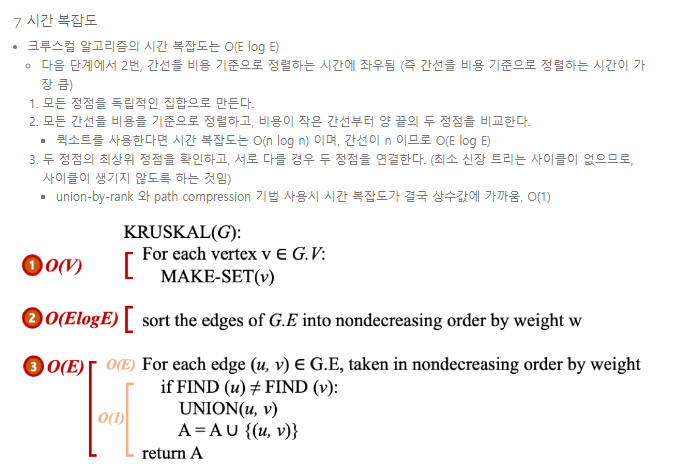 7. 시간 복잡도
크루스컬 알고리즘의 시간 복잡도는 O(E log E)
다음 단계에서 2번, 간선을 비용 기준으로 정렬하는 시간에 좌우됨 (즉 간선을 비용 기준으로 정렬하는 시간이 가
장 큼)
1. 모든 정점을 독립적인 집합으로 만든다.
2. 모든 간선을 비용을 기준으로 정렬하고, 비용이 작은 간선부터 양 끝의 두 정점을 비교한다.
퀵소트를 사용한다면 시간 복잡도는 O(n log n) 이며, 간선이 n 이므로 O(E log E)
3. 두 정점의 최상위 정점을 확인하고, 서로 다를 경우 두 정점을 연결한다. (최소 신장 트리는 사이클이 없으므로,
사이클이 생기지 않도록 하는 것임)
union-by-rank 와 path compression 기법 사용시 시간 복잡도가 결국 상수값에 가까움, O(1)
KRUSKAL(G):
1 O(V) For each vertex v ∈ G.V:
MAKE-SET(v)
2 O(ElogE) sort the edges of G.E into nondecreasing order by weight w
3 O(E) O(E) For each edge (u, v) ∈ G.E, taken in nondecreasing order by weight
if FIND (u) ≠ FIND (v):
O(1) UNION(u, v)
A = A ∪ {(u, v)}
return A